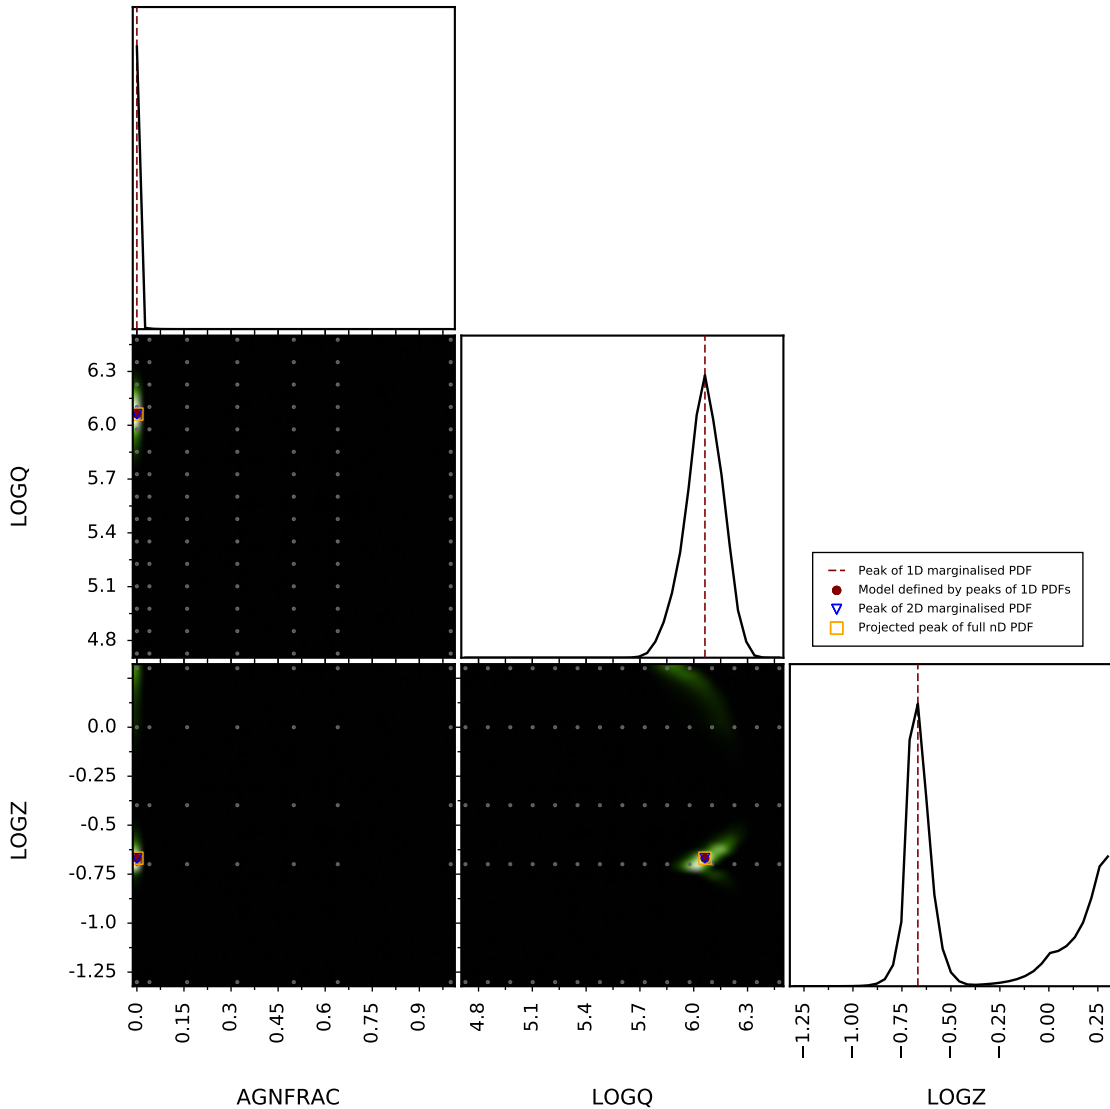 6.3
6.0
5.7
5.4
5.1
4.8
LOGQ
Peak of 1D marginalised PDF
Model defined by peaks of 1D PDFs
Peak of 2D marginalised PDF
Projected peak of full nD PDF
0.0
-0.25
-0.5
-0.75
-1.0
-1.25
LOGZ
0.0 0.15 0.3 0.45 0.6 0.75 0.9
4.8 5.1 5.4 5.7 6.0 6.3
−1.25 −1.00 −0.75 −0.50 −0.25 0.00 0.25
AGNFRAC LOGQ LOGZ